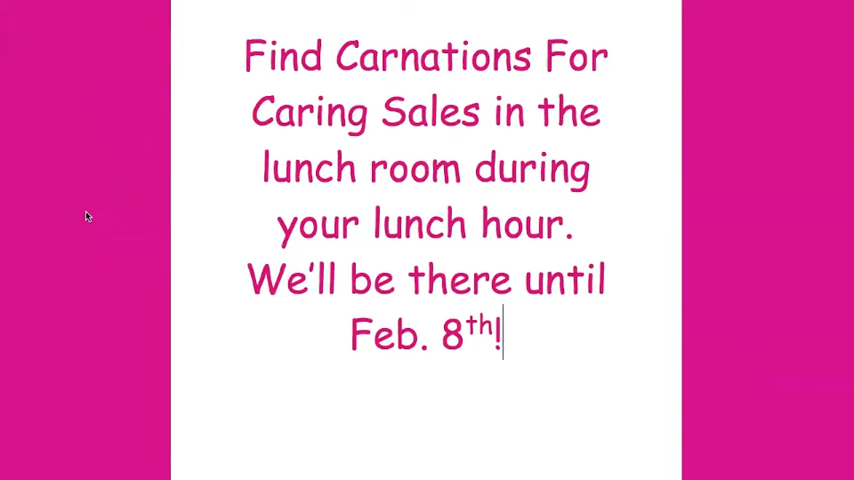 Find Carnations For
Caring Sales in the
lunch room during
your lunch hour.
We'll be there until
Feb. 8th!